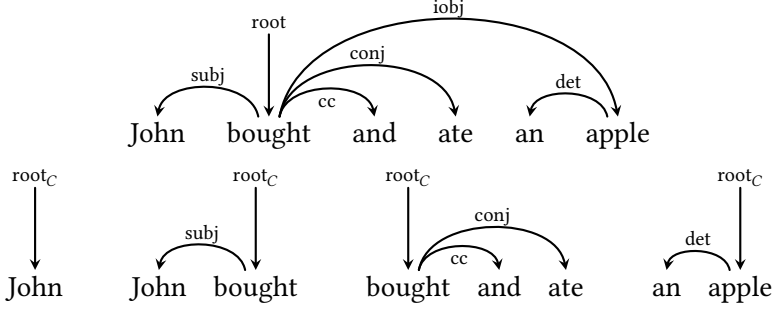 iobj
root
conj
subj
cc
det
John bought and ate an apple
root_C root_C root_C root_C
subj conj
cc det
John John bought bought and ate an apple